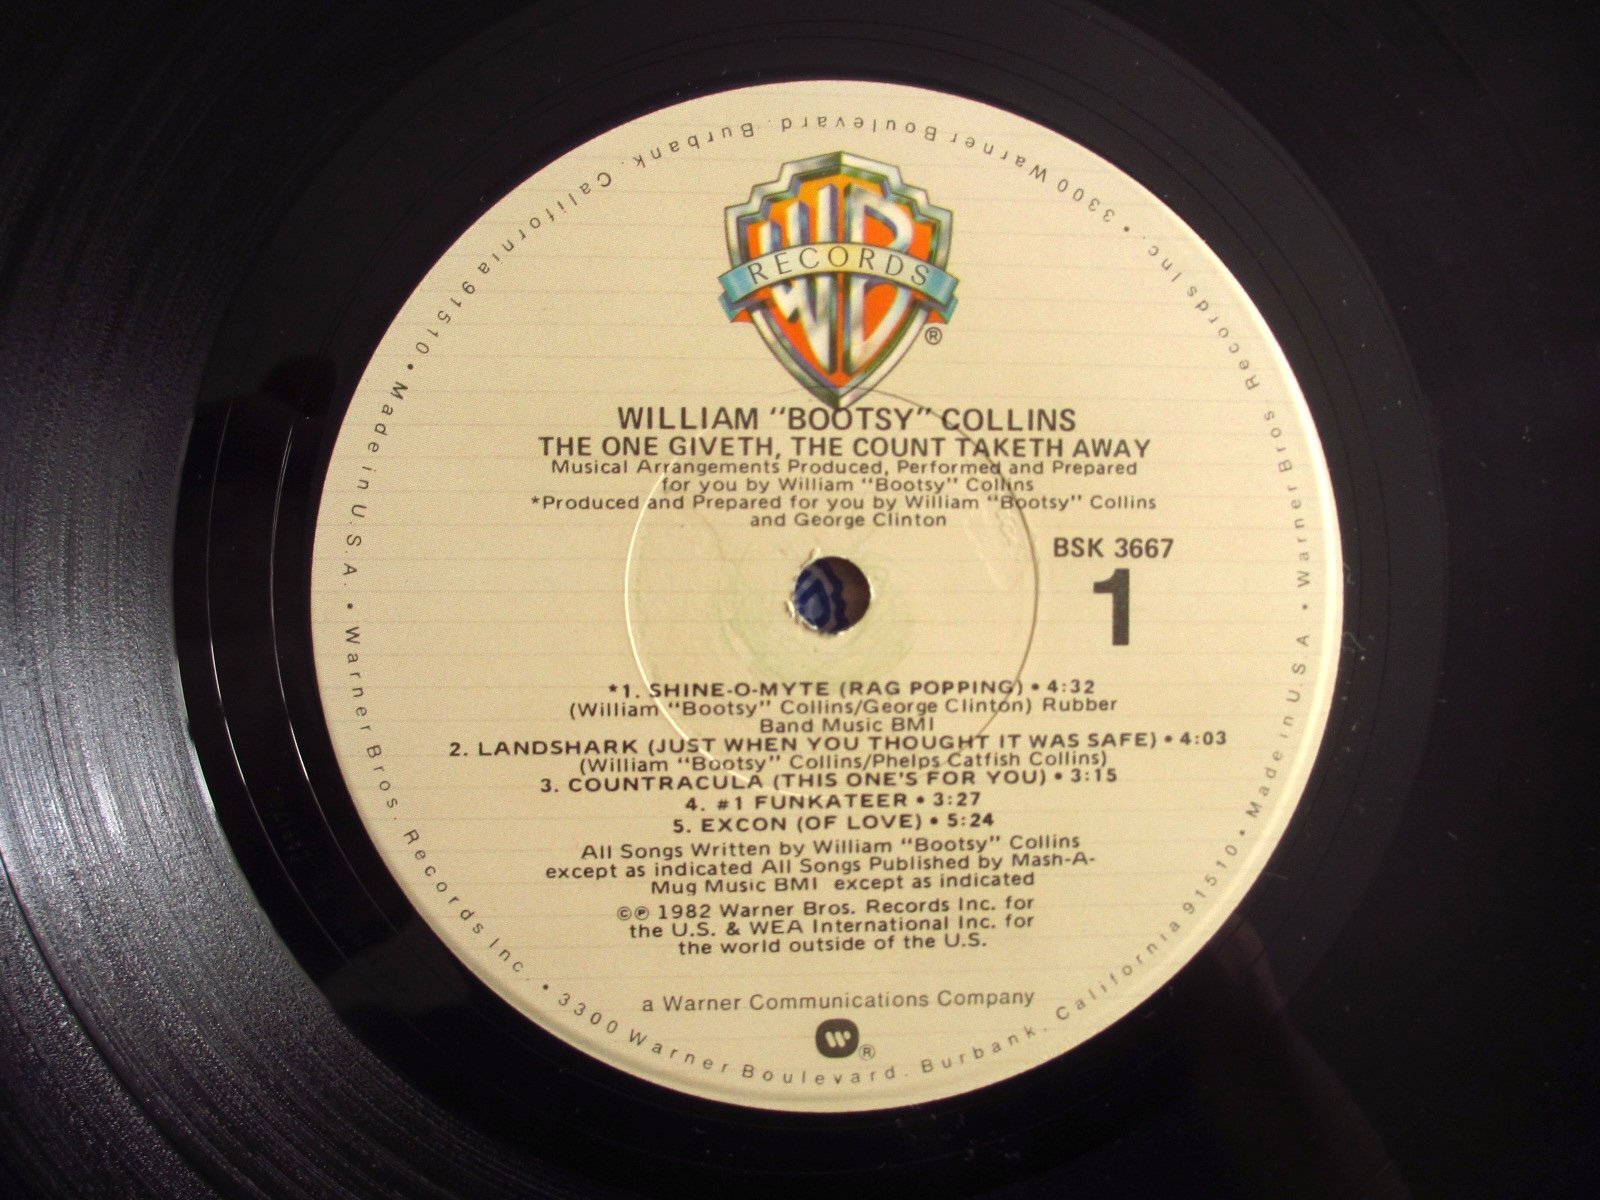 WB
RECORDS
®
WILLIAM "BOOTSY" COLLINS
THE ONE GIVETH, THE COUNT TAKETH AWAY
Musical Arrangements Produced, Performed and Prepared
for you by William "Bootsy" Collins
*Produced and Prepared for you by William "Bootsy" Collins
and George Clinton
BSK 3667
1
*1. SHINE-O-MYTE (RAG POPPING) • 4:32
(William "Bootsy" Collins/George Clinton) Rubber
Band Music BMI
2. LANDSHARK (JUST WHEN YOU THOUGHT IT WAS SAFE) • 4:03
(William "Bootsy" Collins/Phelps Catfish Collins)
3. COUNTRACULA (THIS ONE'S FOR YOU) • 3:15
4. #1 FUNKATEER • 3:27
5. EXCON (OF LOVE) • 5:24
All Songs Written by William "Bootsy" Collins
except as indicated All Songs Published by Mash-A-
Mug Music BMI except as indicated
©℗ 1982 Warner Bros. Records Inc. for
the U.S. & WEA International Inc. for
the world outside of the U.S.
a Warner Communications Company
®
Made in U.S.A. • Warner Bros. Records Inc. • 3300 Warner Boulevard. Burbank. California 91510 • Made in U.S.A. • Warner Bros Records Inc. • 3300 Warner Boulevard. Burbank. California 91510 •